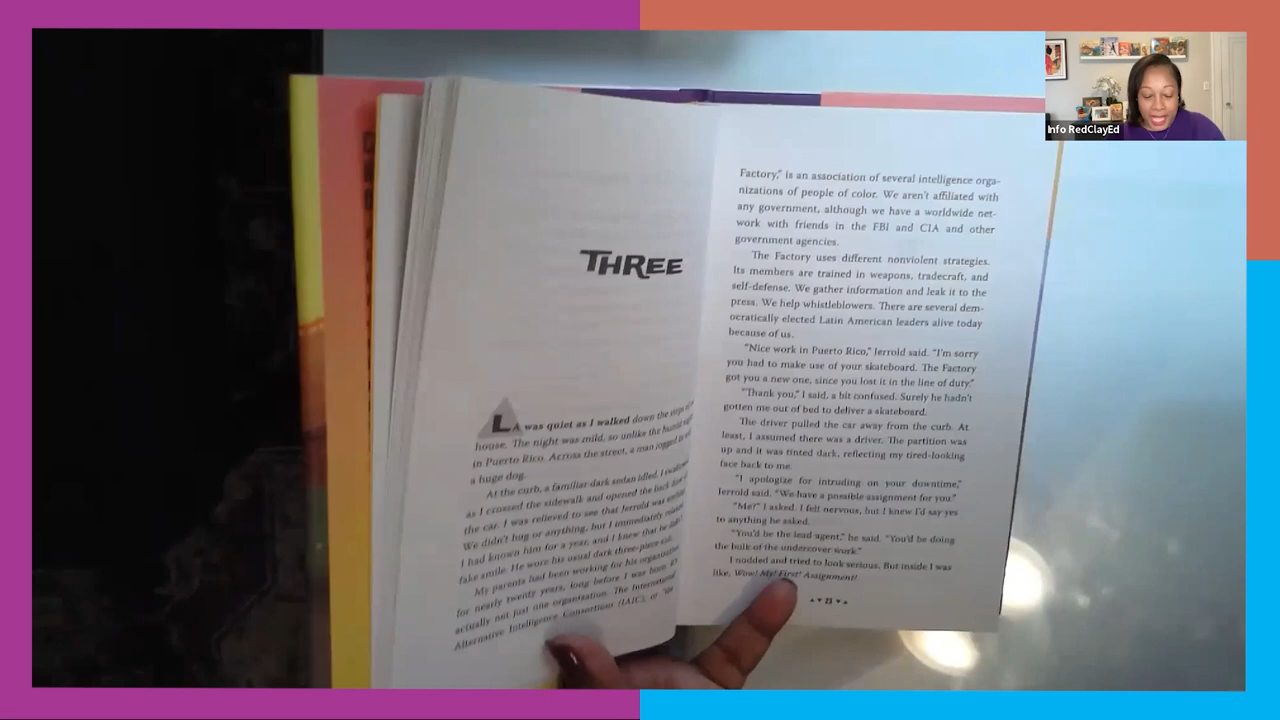 Info RedClayEd
THREE
LA was quiet as I walked down the steps
house. The night was mild, so unlike the humid
in Puerto Rico. Across the street, a man jogged
a huge dog.
At the curb, a familiar dark sedan idled. I
as I crossed the sidewalk and opened the back door
the car. I was relieved to see that Jerrold was
We didn't hug or anything, but I immediately
I had known him for a year, and I knew that he didn't
fake smile. He wore his usual dark three-piece suit.
My parents had been working for his organization
for nearly twenty years, long before I was born. It's
actually not just one organization. The International
Alternative Intelligence Consortium (IAIC), or "the
Factory," is an association of several intelligence orga-
nizations of people of color. We aren't affiliated with
any government, although we have a worldwide net-
work with friends in the FBI and CIA and other
government agencies.
The Factory uses different nonviolent strategies.
Its members are trained in weapons, tradecraft, and
self-defense. We gather information and leak it to the
press. We help whistleblowers. There are several dem-
ocratically elected Latin American leaders alive today
because of us.
"Nice work in Puerto Rico," Jerrold said. "I'm sorry
you had to make use of your skateboard. The Factory
got you a new one, since you lost it in the line of duty."
"Thank you," I said, a bit confused. Surely he hadn't
gotten me out of bed to deliver a skateboard.
The driver pulled the car away from the curb. At
least, I assumed there was a driver. The partition was
up and it was tinted dark, reflecting my tired-looking
face back to me.
"I apologize for intruding on your downtime,"
Jerrold said. "We have a possible assignment for you."
"Me?" I asked. I felt nervous, but I knew I'd say yes
to anything he asked.
"You'd be the lead agent," he said. "You'd be doing
the bulk of the undercover work."
I nodded and tried to look serious. But inside I was
like, Wow! My! First! Assignment!